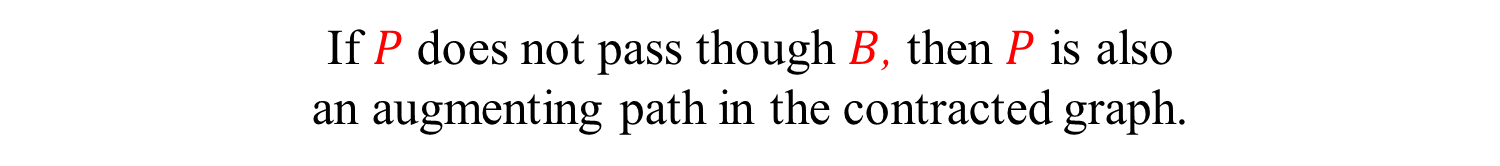 If P does not pass though B, then P is also
an augmenting path in the contracted graph.